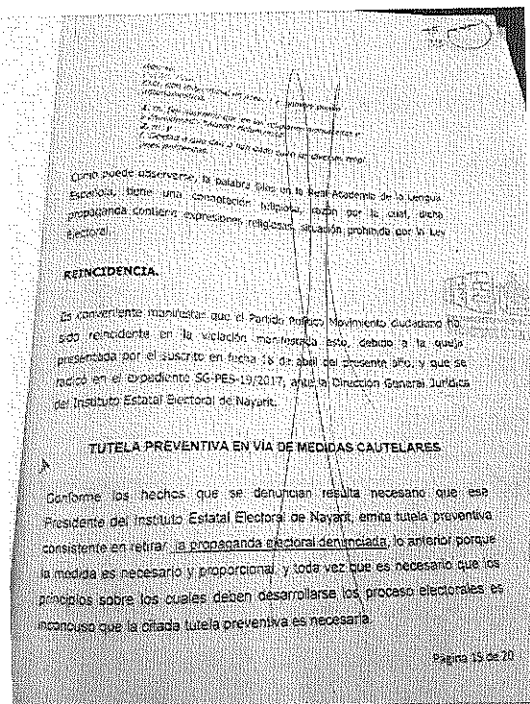 Como puede observarse, la palabra Dios en la Real Academia de la Lengua
Española, tiene una connotación religiosa, razón por la cual, dicha
propaganda contiene expresiones religiosas, situación prohibida por la Ley
Electoral.
REINCIDENCIA.
Es conveniente manifestar que el Partido Político Movimiento ciudadano ha
sido reincidente en la violación manifestada esto, debido a la queja
presentada por el suscrito en fecha 18 de abril del presente año, y que se
radicó en el expediente SG-PES-19/2017, ante la Dirección General Jurídica
del Instituto Estatal Electoral de Nayarit.
TUTELA PREVENTIVA EN VIA DE MEDIDAS CAUTELARES
Conforme los hechos que se denuncian resulta necesario que ese
Presidente del Instituto Estatal Electoral de Nayarit, emita tutela preventiva
consistente en retirar, la propaganda electoral denunciada, lo anterior porque
la medida es necesario y proporcional, y toda vez que es necesario que los
principios sobre los cuales deben desarrollarse los proceso electorales es
inconcuso que la citada tutela preventiva es necesaria.
Página 15 de 20